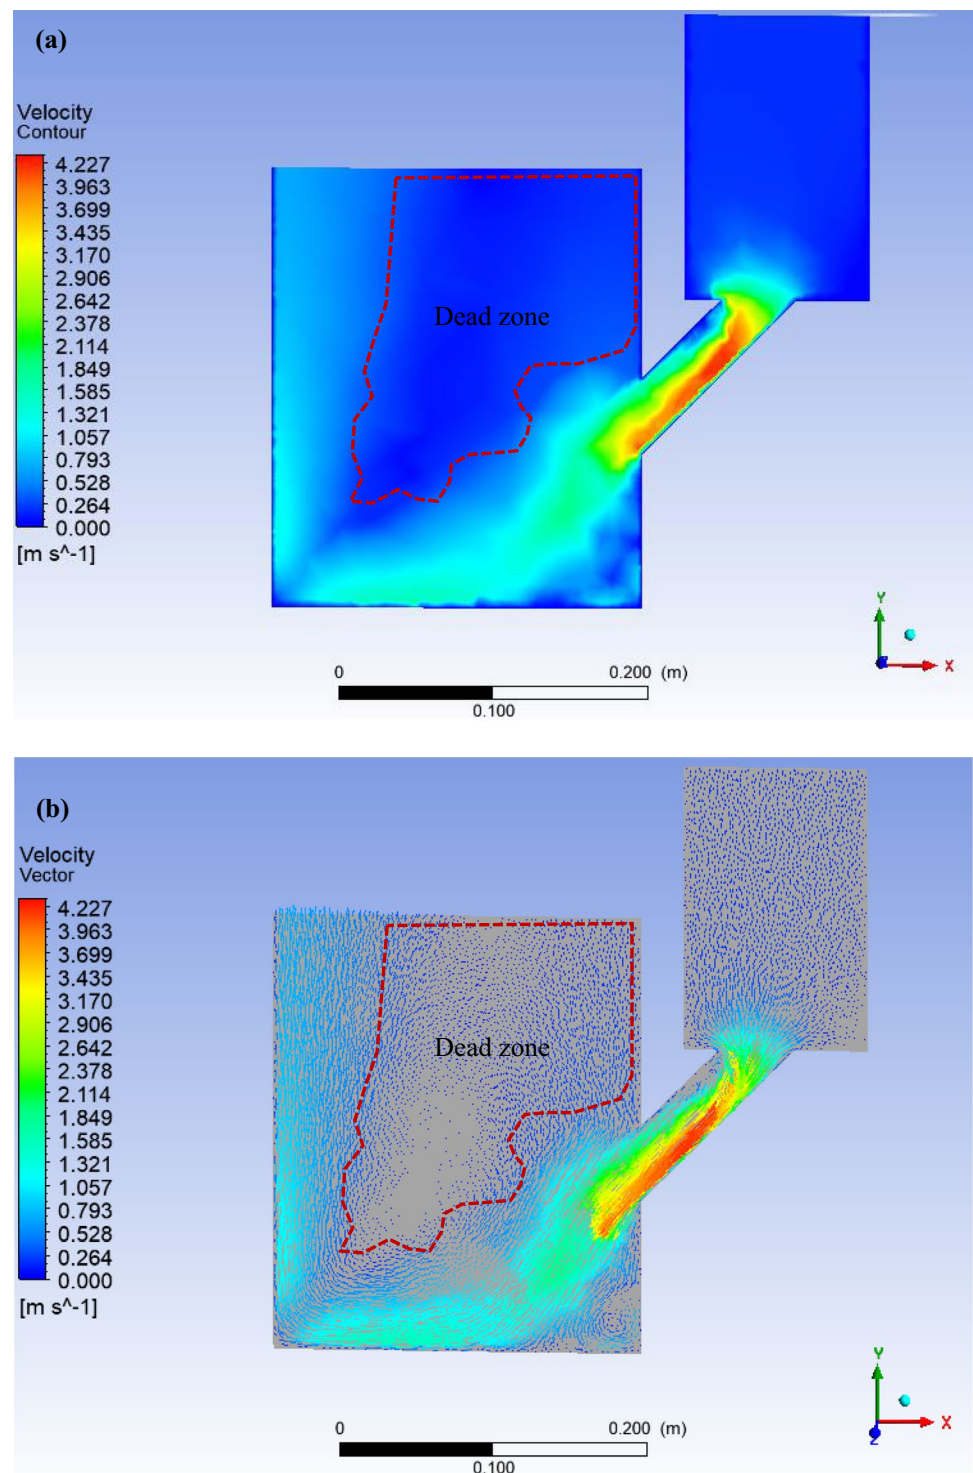 (a)
Velocity
Contour
4.227
3.963
3.699
3.435
3.170
2.906
2.642
2.378
2.114
1.849
1.585
1.321
1.057
0.793
0.528
0.264
0.000
[m s^-1]
Dead zone
Y
X
0 0.200 (m)
0.100
(b)
Velocity
Vector
4.227
3.963
3.699
3.435
3.170
2.906
2.642
2.378
2.114
1.849
1.585
1.321
1.057
0.793
0.528
0.264
0.000
[m s^-1]
Dead zone
Y
X
Z
0 0.200 (m)
0.100